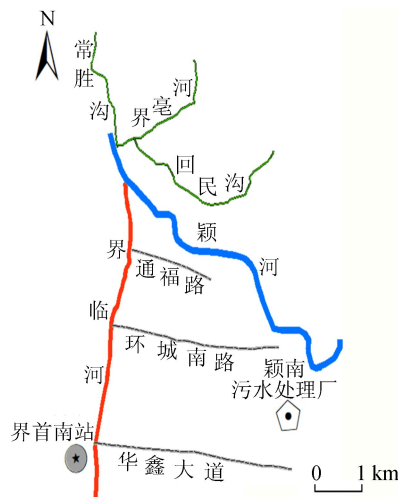 N
常胜沟
界亳河
回民沟
颍河
界临河
通福路
环城南路
颍南
污水处理厂
界首南站
华鑫大道
0 1 km